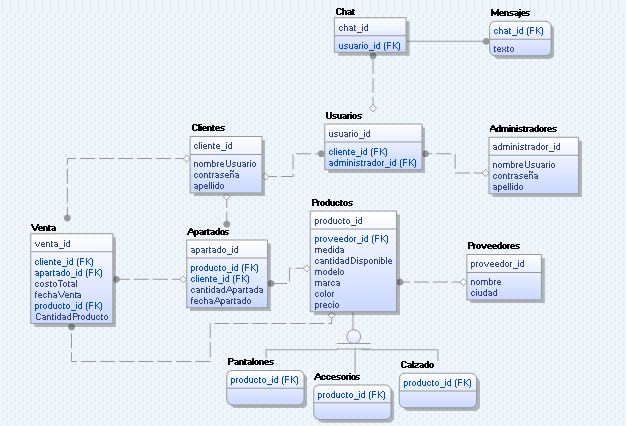 Chat
chat_id
usuario_id (FK)
Mensajes
chat_id (FK)
texto
Usuarios
usuario_id
cliente_id (FK)
administrador_id (FK)
Clientes
cliente_id
nombreUsuario
contraseña
apellido
Administradores
administrador_id
nombreUsuario
contraseña
apellido
Venta
venta_id
cliente_id (FK)
apartado_id (FK)
costoTotal
fechaVenta
producto_id (FK)
CantidadProducto
Apartados
apartado_id
producto_id (FK)
cliente_id (FK)
cantidadApartada
fechaApartado
Productos
producto_id
proveedor_id (FK)
medida
cantidadDisponible
modelo
marca
color
precio
Proveedores
proveedor_id
nombre
ciudad
Pantalones
producto_id (FK)
Accesorios
producto_id (FK)
Calzado
producto_id (FK)